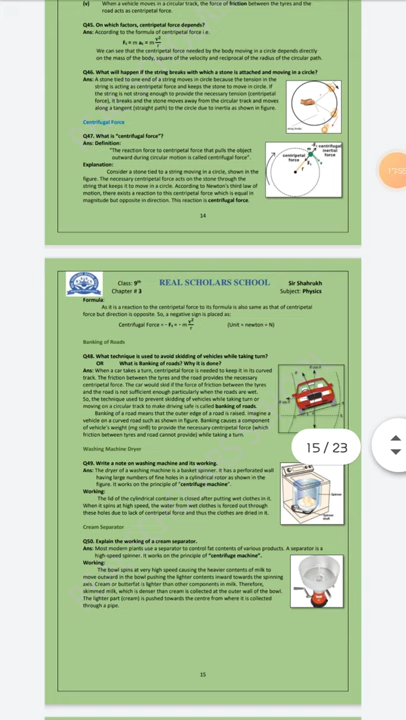 (v) When a vehicle moves in a circular track, the force of friction between the tyres and the
road acts as centripetal force.
Q45. On which factors, centripetal force depends?
Ans: According to the formula of centripetal force i.e.
Fc = m ac = m v²/r
We can see that the centripetal force needed by the body moving in circle depends directly
on the mass of the body, square of the velocity and reciprocal of the radius of the circular path.
Q46. What will happen if the string breaks with which a stone is attached and moving in a circle?
Ans: A stone tied to one end of a string moves in circle because the tension in the
string is acting as centripetal force and keeps the stone to move in circle. If
the string is not strong enough to provide the necessary tension (centripetal
force), it breaks and the stone moves away from the circular track and moves
along a tangent (straight path) to the circle due to inertia as shown in figure.
Centrifugal Force
Q47. What is "centrifugal force"?
Ans: Definition:
"The reaction force to centripetal force that pulls the object
outward during circular motion is called centrifugal force".
Explanation:
Consider a stone tied to a string moving in a circle, shown in the
figure. The necessary centripetal force acts on the stone through the
string that keeps it to move in a circle. According to Newton's third law of
motion, there exists a reaction to this centripetal force which is equal in
magnitude but opposite in direction. This reaction is centrifugal force.
centripetal
force
centrifugal
inertial
force
m
r
14
Class: 9th
REAL SCHOLARS SCHOOL
Sir Shahrukh
Chapter # 3
Subject: Physics
Formula:
As it is a reaction to the centripetal force to its formula is also same as that of centripetal
force but direction is opposite. So, a negative sign is placed as:
Centrifugal Force = - Fc = - m v²/r
(Unit = newton = N)
Banking of Roads
Q48. What technique is used to avoid skidding of vehicles while taking turn?
OR What is Banking of roads? Why it is done?
Ans: When a car takes a turn, centripetal force is needed to keep it in its curved
track. The friction between the tyres and the road provides the necessary
centripetal force. The car would skid if the force of friction between the tyres
and the road is not sufficient enough particularly when the roads are wet.
So, the technique used to prevent skidding of vehicles while taking turn or
moving on a circular track to make driving safe is called banking of roads.
Banking of a road means that the outer edge of a road is raised. Imagine a
vehicle on a curved road such as shown in figure. Banking causes a component
of vehicle's weight (mg sinθ) to provide the necessary centripetal force (which
friction between tyres and road cannot provide) while taking a turn.
15 / 23
Washing Machine Dryer
Q49. Write a note on washing machine and its working.
Ans: The dryer of a washing machine is a basket spinner. It has a perforated wall
having large numbers of fine holes in a cylindrical rotor as shown in the
figure. It works on the principle of "centrifuge machine".
Working:
The lid of the cylindrical container is closed after putting wet clothes in it.
When it spins at high speed, the water from wet clothes is forced out through
these holes due to lack of centripetal force and thus the clothes are dried in it.
Cream Separator
Q50. Explain the working of a cream separator.
Ans: Most modern plants use a separator to control fat contents of various products. A separator is a
high-speed spinner. It works on the principle of "centrifuge machine".
Working:
The bowl spins at very high speed causing the heavier contents of milk to
move outward in the bowl pushing the lighter contents inward towards the spinning
axis. Cream or butterfat is lighter than other components in milk. Therefore,
skimmed milk, which is denser than cream is collected at the outer wall of the bowl.
The lighter part (cream) is pushed towards the centre from where it is collected
through a pipe.
15